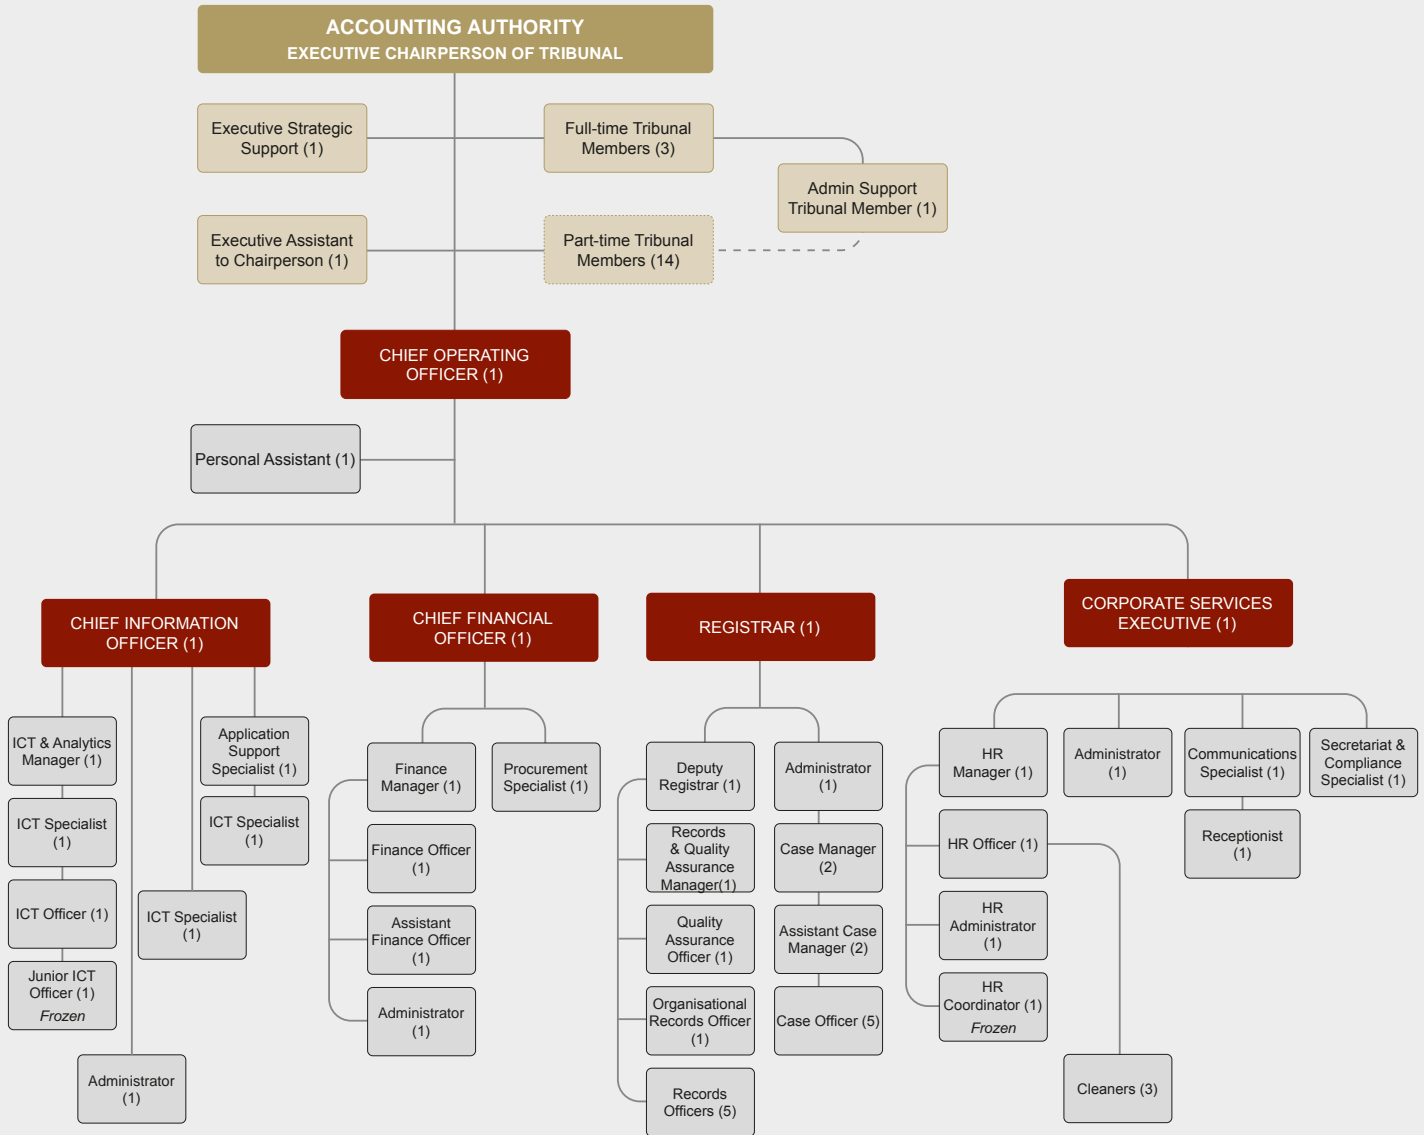 ACCOUNTING AUTHORITY
EXECUTIVE CHAIRPERSON OF TRIBUNAL
Executive Strategic
Support (1)
Full-time Tribunal
Members (3)
Admin Support
Tribunal Member (1)
Executive Assistant
to Chairperson (1)
Part-time Tribunal
Members (14)
CHIEF OPERATING
OFFICER (1)
Personal Assistant (1)
CHIEF INFORMATION
OFFICER (1)
ICT & Analytics
Manager (1)
ICT Specialist
(1)
ICT Officer (1)
Junior ICT
Officer (1)
Frozen
Administrator
(1)
ICT Specialist
(1)
Application
Support
Specialist (1)
ICT Specialist
(1)
CHIEF FINANCIAL
OFFICER (1)
Finance
Manager (1)
Finance Officer
(1)
Assistant
Finance Officer
(1)
Administrator
(1)
Procurement
Specialist (1)
REGISTRAR (1)
Deputy
Registrar (1)
Records
& Quality
Assurance
Manager(1)
Quality
Assurance
Officer (1)
Organisational
Records Officer
(1)
Records
Officers (5)
Administrator
(1)
Case Manager
(2)
Assistant Case
Manager (2)
Case Officer (5)
CORPORATE SERVICES
EXECUTIVE (1)
HR
Manager (1)
HR Officer (1)
HR
Administrator
(1)
HR
Coordinator (1)
Frozen
Administrator
(1)
Cleaners (3)
Communications
Specialist (1)
Receptionist
(1)
Secretariat &
Compliance
Specialist (1)